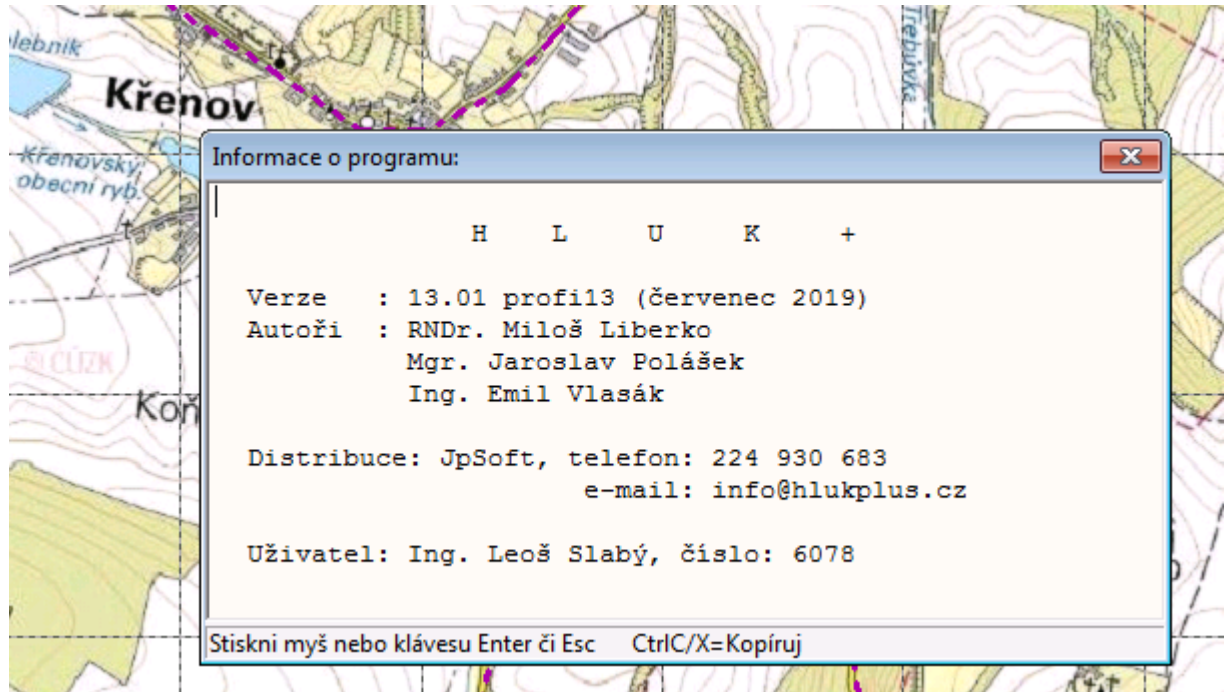 lebník
Křenov
Třebůvka
Křenovský
obecní ryb.
© ČÚZK
Koň
Informace o programu:
H L U K +
Verze : 13.01 profi13 (červenec 2019)
Autoři : RNDr. Miloš Liberko
Mgr. Jaroslav Polášek
Ing. Emil Vlasák
Distribuce: JpSoft, telefon: 224 930 683
e-mail: info@hlukplus.cz
Uživatel: Ing. Leoš Slabý, číslo: 6078
Stiskni myš nebo klávesu Enter či Esc CtrlC/X=Kopíruj